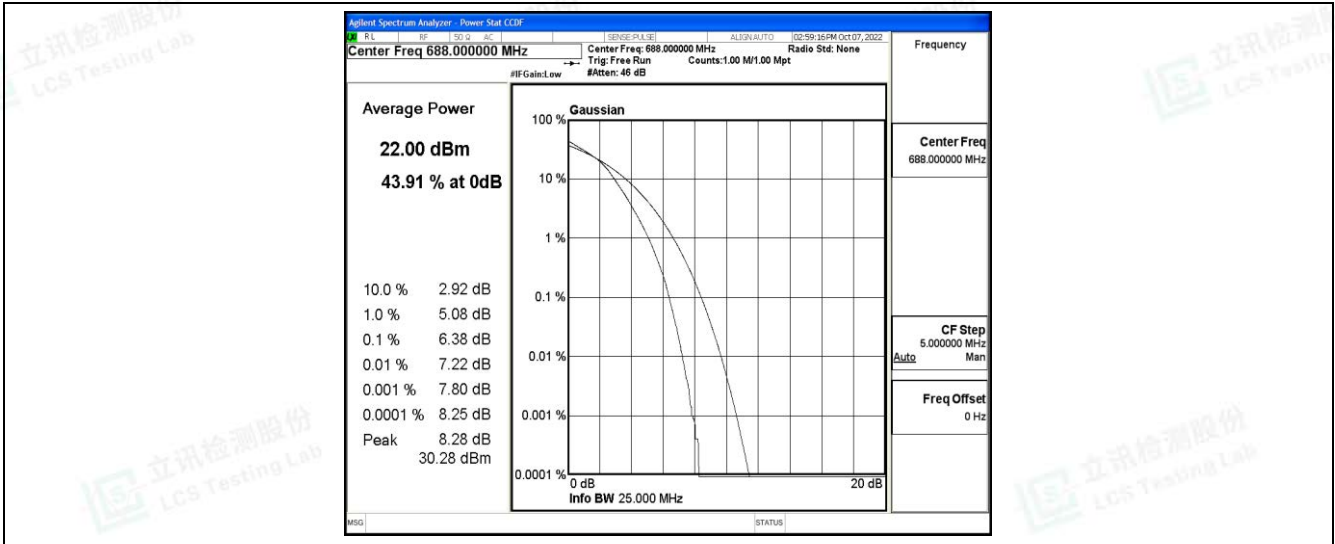 Agilent Spectrum Analyzer - Power Stat CCDF
RL RF 50 Ω AC SENSE:PULSE ALIGN AUTO 02:59:16 PM Oct 07, 2022
Center Freq 688.000000 MHz
Center Freq: 688.000000 MHz
Radio Std: None
Trig: Free Run
Counts:1.00 M/1.00 Mpt
#IFGain:Low
#Atten: 46 dB
Average Power
22.00 dBm
43.91 % at 0dB
10.0 % 2.92 dB
1.0 % 5.08 dB
0.1 % 6.38 dB
0.01 % 7.22 dB
0.001 % 7.80 dB
0.0001 % 8.25 dB
Peak 8.28 dB
30.28 dBm
Gaussian
100 %
10 %
1 %
0.1 %
0.01 %
0.001 %
0.0001 %
0 dB 20 dB
Info BW 25.000 MHz
Frequency
Center Freq
688.000000 MHz
CF Step
5.000000 MHz
Auto Man
Freq Offset
0 Hz
MSG STATUS
立讯检测股份
LCS Testing Lab
立讯检测股份
LCS Testing Lab
立讯检测股份
LCS Testing Lab